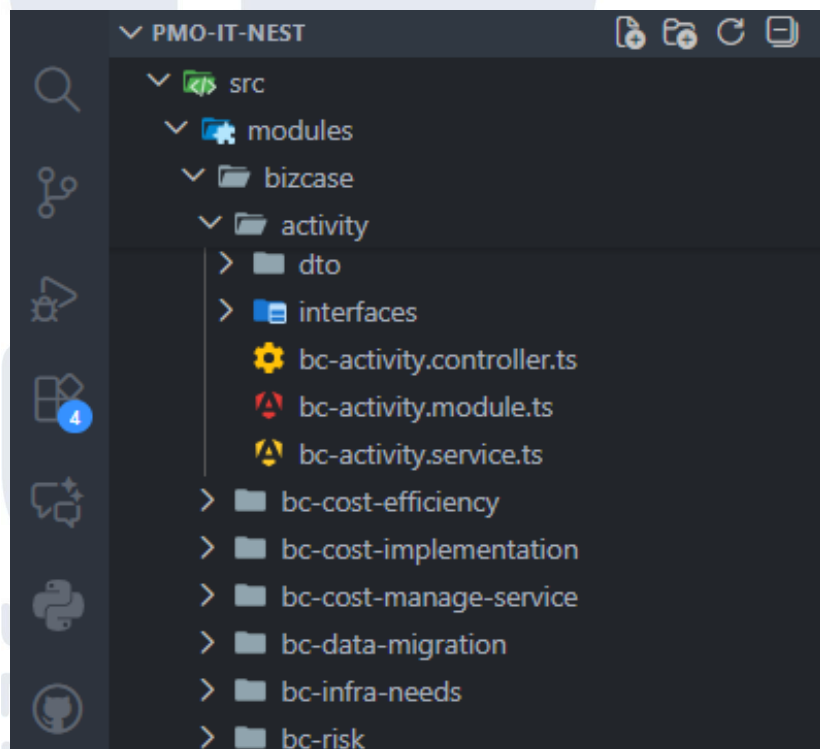 PMO-IT-NEST
src
modules
bizcase
activity
dto
interfaces
bc-activity.controller.ts
bc-activity.module.ts
4
bc-activity.service.ts
bc-cost-efficiency
bc-cost-implementation
bc-cost-manage-service
bc-data-migration
bc-infra-needs
bc-risk